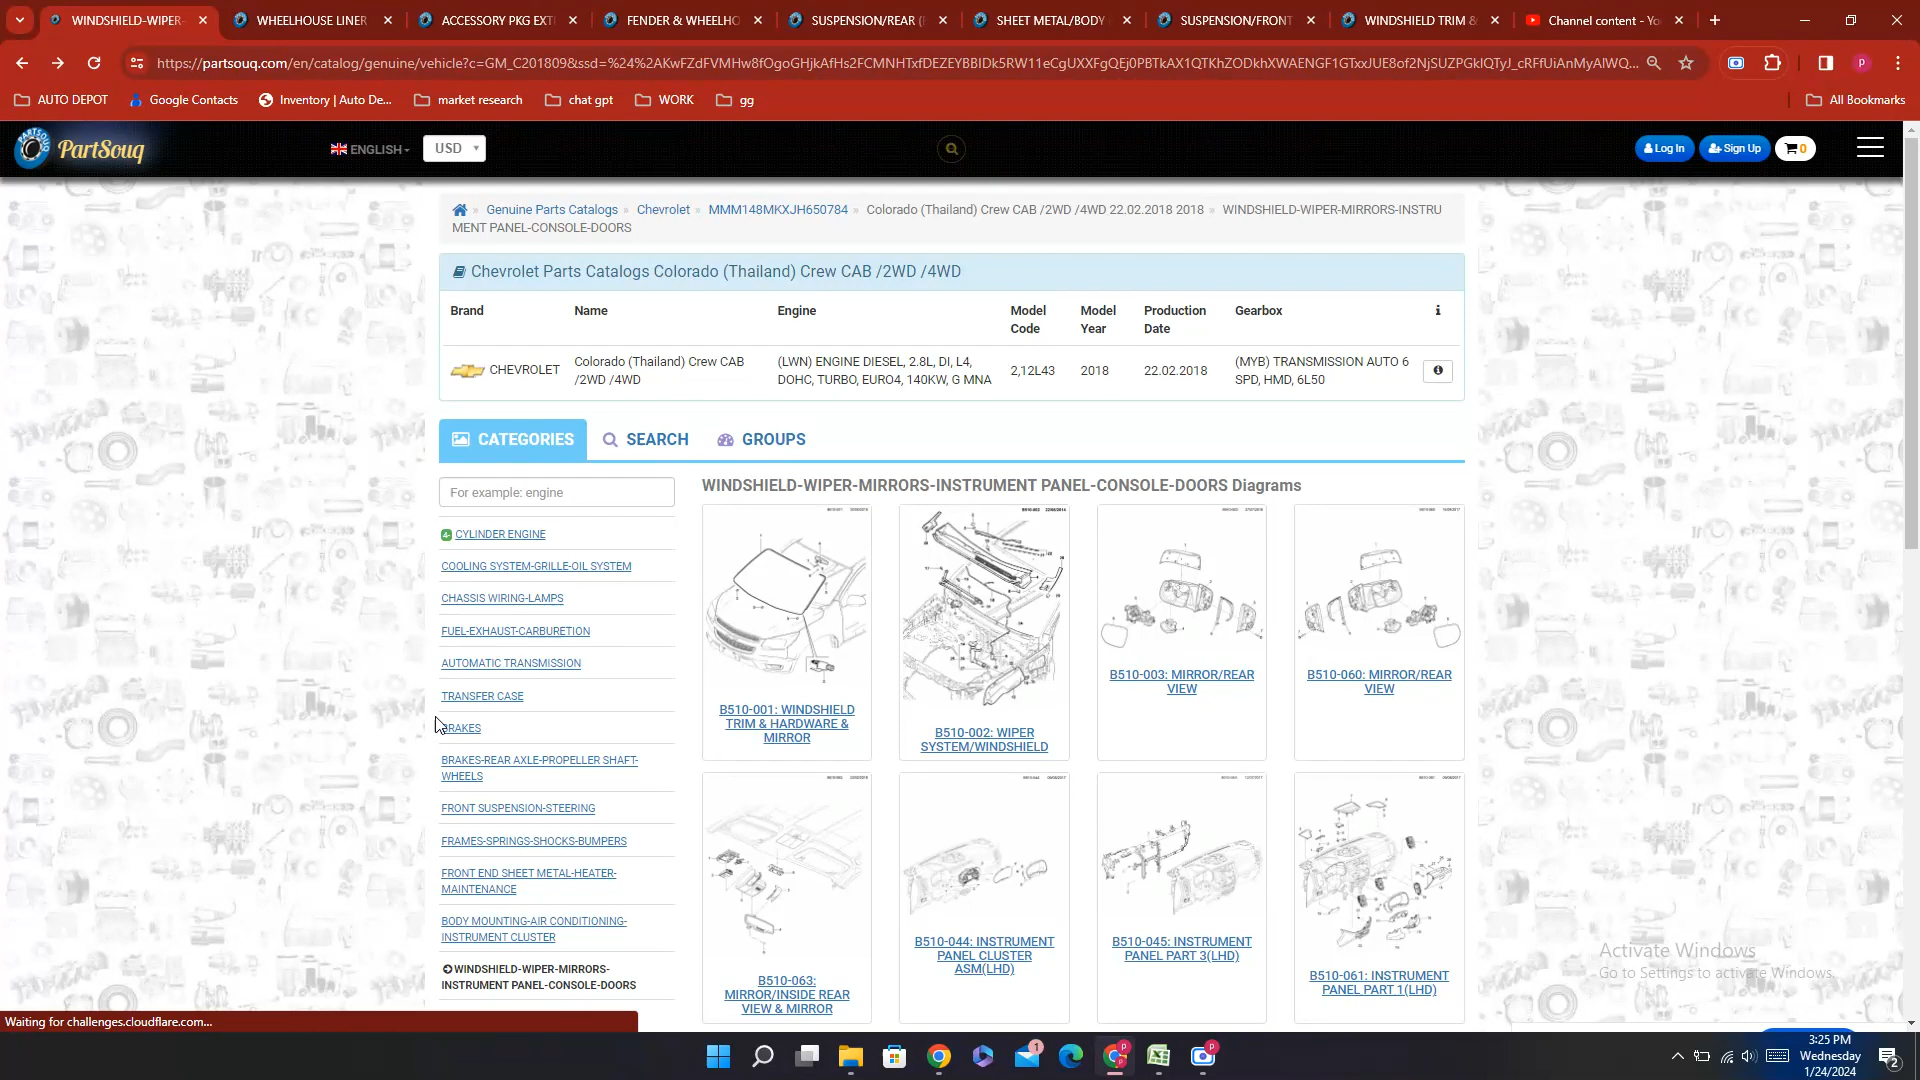 WINDSHIELD-WIPER-
WHEELHOUSE LINER
ACCESSORY PKG EXT
FENDER & WHEELHO
SUSPENSION/REAR (
SHEET METAL/BODY
SUSPENSION/FRONT
WINDSHIELD TRIM &
Channel content - Yo
AUTO DEPOT
Google Contacts
Inventory | Auto De...
market research
chat gpt
WORK
gg
All Bookmarks
PartSouq
ENGLISH
USD
Log In
Sign Up
0
» Genuine Parts Catalogs » Chevrolet » MMM148MKXJH650784 » Colorado (Thailand) Crew CAB /2WD /4WD 22.02.2018 2018 » WINDSHIELD-WIPER-MIRRORS-INSTRU
MENT PANEL-CONSOLE-DOORS
Chevrolet Parts Catalogs Colorado (Thailand) Crew CAB /2WD /4WD
Brand Name Engine Model Code Model Year Production Date Gearbox
CHEVROLET
Colorado (Thailand) Crew CAB
/2WD /4WD
(LWN) ENGINE DIESEL, 2.8L, DI, L4,
DOHC, TURBO, EURO4, 140KW, G MNA
2,12L43
2018
22.02.2018
(MYB) TRANSMISSION AUTO 6
SPD, HMD, 6L50
CATEGORIES
SEARCH
GROUPS
For example: engine
4- CYLINDER ENGINE
COOLING SYSTEM-GRILLE-OIL SYSTEM
CHASSIS WIRING-LAMPS
FUEL-EXHAUST-CARBURETION
AUTOMATIC TRANSMISSION
TRANSFER CASE
BRAKES
BRAKES-REAR AXLE-PROPELLER SHAFT-
WHEELS
FRONT SUSPENSION-STEERING
FRAMES-SPRINGS-SHOCKS-BUMPERS
FRONT END SHEET METAL-HEATER-
MAINTENANCE
BODY MOUNTING-AIR CONDITIONING-
INSTRUMENT CLUSTER
WINDSHIELD-WIPER-MIRRORS-
INSTRUMENT PANEL-CONSOLE-DOORS
WINDSHIELD-WIPER-MIRRORS-INSTRUMENT PANEL-CONSOLE-DOORS Diagrams
B510-001: WINDSHIELD
TRIM & HARDWARE &
MIRROR
B510-002: WIPER
SYSTEM/WINDSHIELD
B510-003: MIRROR/REAR
VIEW
B510-060: MIRROR/REAR
VIEW
B510-063:
MIRROR/INSIDE REAR
VIEW & MIRROR
B510-044: INSTRUMENT
PANEL CLUSTER
ASM(LHD)
B510-045: INSTRUMENT
PANEL PART 3(LHD)
B510-061: INSTRUMENT
PANEL PART 1(LHD)
Activate Windows
Go to Settings to activate Windows.
Waiting for challenges.cloudflare.com...
3:25 PM
Wednesday
1/24/2024